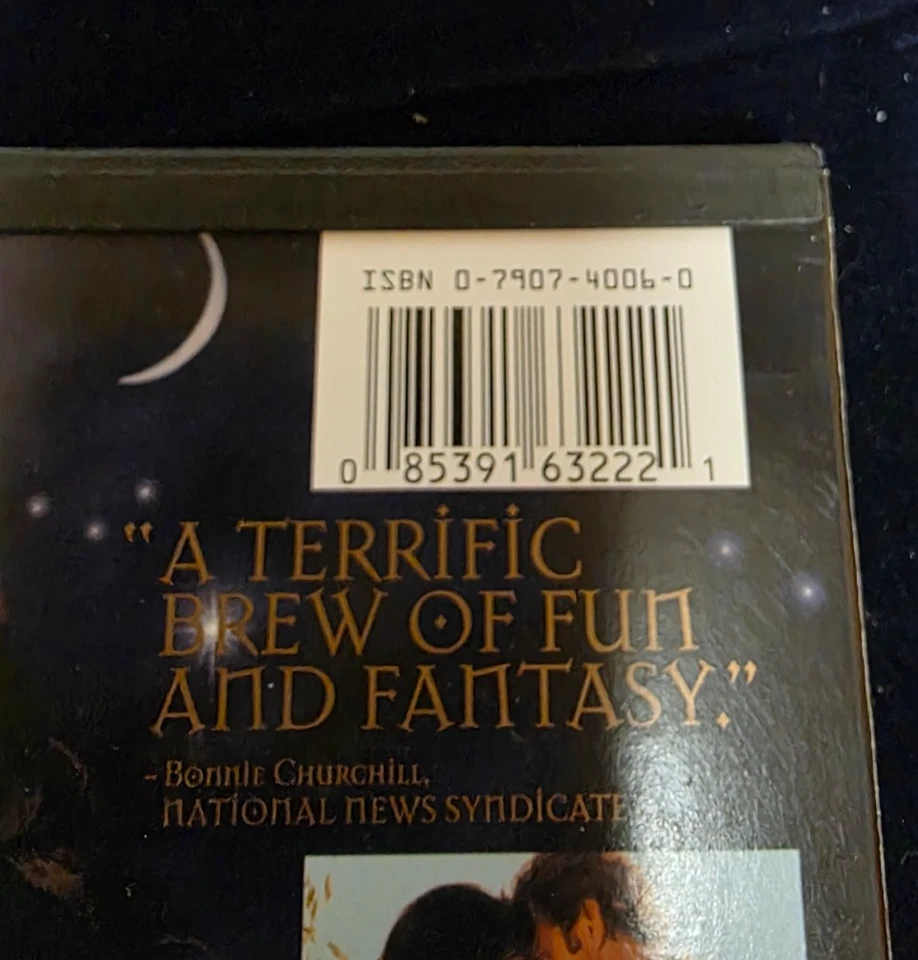 ISBN 0-7907-4006-0
0 85391 63222 1
"A TERRIFIC
BREW OF FUN
AND FANTASY."
-BONNIE CHURCHILL,
NATIONAL NEWS SYNDICATE